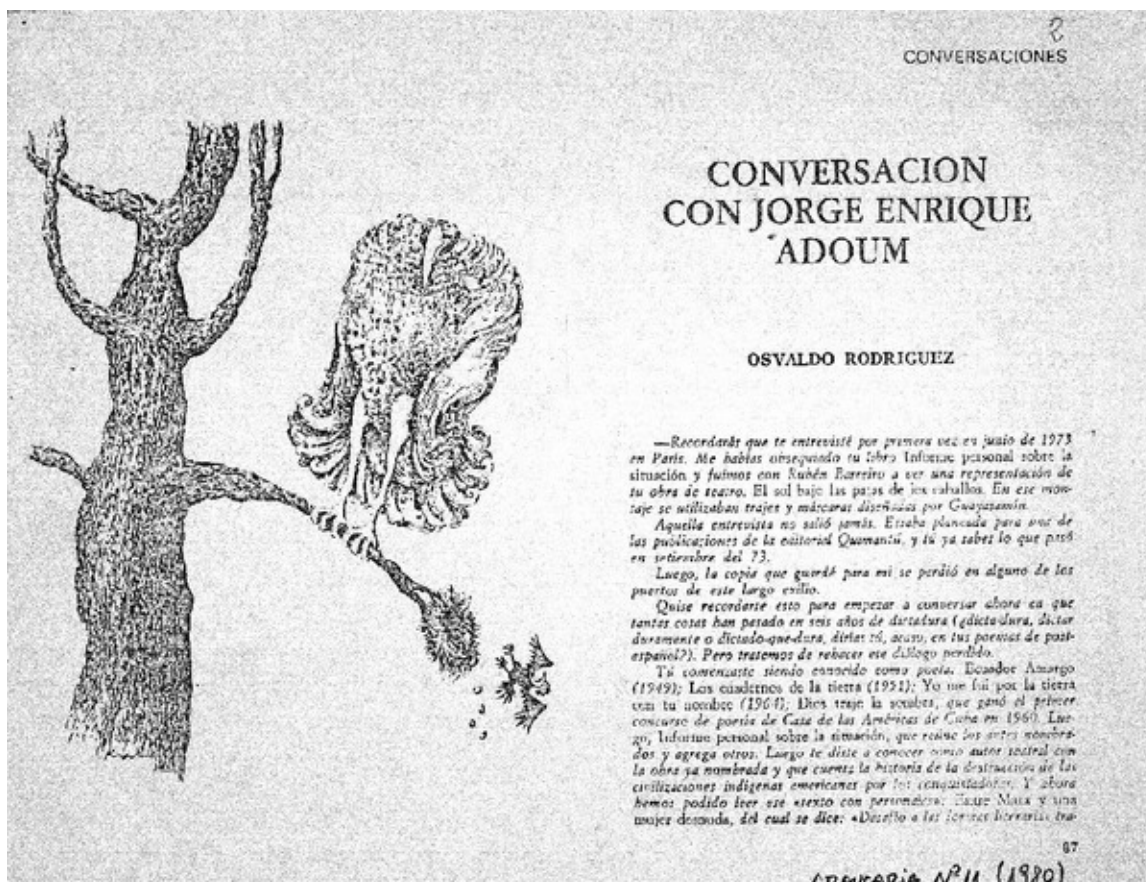 2
CONVERSACIONES
CONVERSACION
CON JORGE ENRIQUE
ADOUM
OSVALDO RODRIGUEZ
—Recordarás que te entrevisté por primera vez en junio de 1973
en París. Me habías obsequiado tu libro Informe personal sobre la
situación y fuimos con Rubén Barreiro a ver una representación de
tu obra de teatro, El sol bajo las patas de los caballos. En ese mon-
taje se utilizaban trajes y máscaras diseñadas por Guayasamín.
Aquella entrevista no salió jamás. Estaba planeada para una de
las publicaciones de la editorial Quimantú, y tú ya sabes lo que pasó
en setiembre del 73.
Luego, la copia que guardé para mí se perdió en alguno de los
puertos de este largo exilio.
Quise recordarte esto para empezar a conversar ahora en que
tantas cosas han pasado en seis años de dictadura (¿dicta-dura, dictar
duramente o dictado-que-dura, dirías tú, acaso, en tus poemas de post-
español?). Pero tratemos de rehacer ese diálogo perdido.
Tú comenzaste siendo conocido como poeta. Ecuador Amargo
(1949); Los cuadernos de la tierra (1951); Yo me fui por la tierra
con tu nombre (1964); Dios trajo la sombra, que ganó el primer
concurso de poesía de Casa de las Américas de Cuba en 1960. Lue-
go, Informe personal sobre la situación, que reúne los antes nombra-
dos y agrega otros. Luego te diste a conocer como autor teatral con
la obra ya nombrada y que cuenta la historia de la destrucción de las
civilizaciones indígenas americanas por los conquistadores. Y ahora
hemos podido leer ese «texto con personajes»: Entre Marx y una
mujer desnuda, del cual se dice: «Desafío a las formas literarias tra-
67
ARAUCARIA Nº 11 (1980)